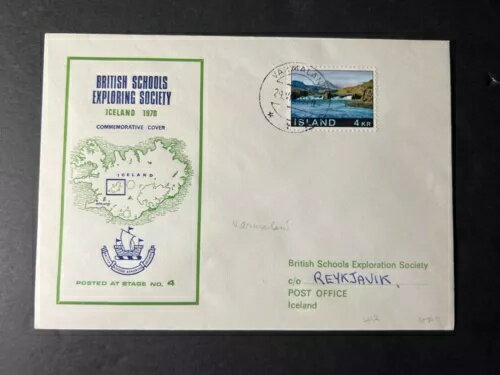 BRITISH SCHOOLS
EXPLORING SOCIETY
ICELAND 1970
COMMEMORATIVE COVER
ICELAND
POSTED AT STAGE NO. 4
ÍSLAND 4 KR
British Schools Exploration Society
c/o REYKJAVIK.
POST OFFICE
Iceland